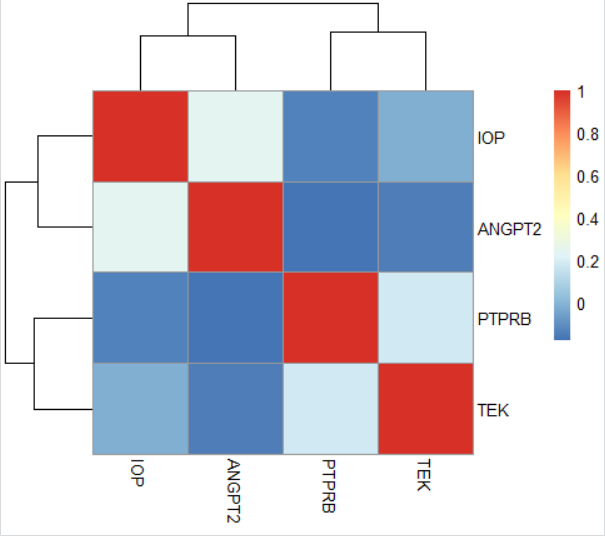 1
0.8
0.6
0.4
0.2
0
IOP
ANGPT2
PTPRB
TEK
IOP
ANGPT2
PTPRB
TEK